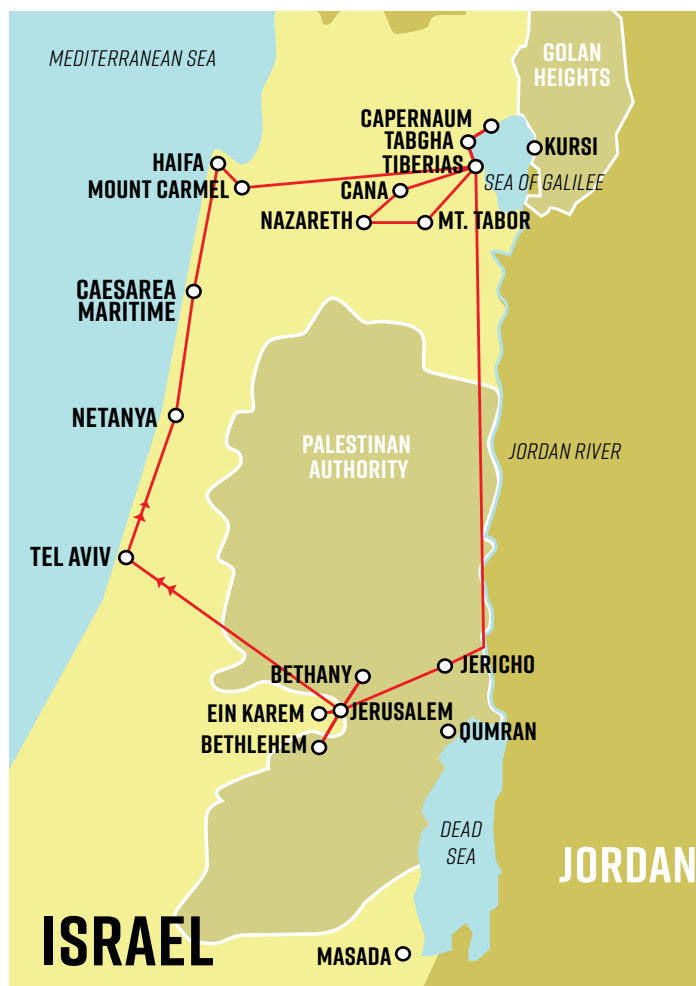 MEDITERRANEAN SEA
GOLAN
HEIGHTS
CAPERNAUM
TABGHA
KURSI
HAIFA
TIBERIAS
MOUNT CARMEL
CANA
SEA OF GALILEE
NAZARETH
MT. TABOR
CAESAREA
MARITIME
NETANYA
PALESTINAN
AUTHORITY
JORDAN RIVER
TEL AVIV
JERICHO
BETHANY
EIN KAREM
JERUSALEM
QUMRAN
BETHLEHEM
DEAD
SEA
JORDAN
ISRAEL
MASADA